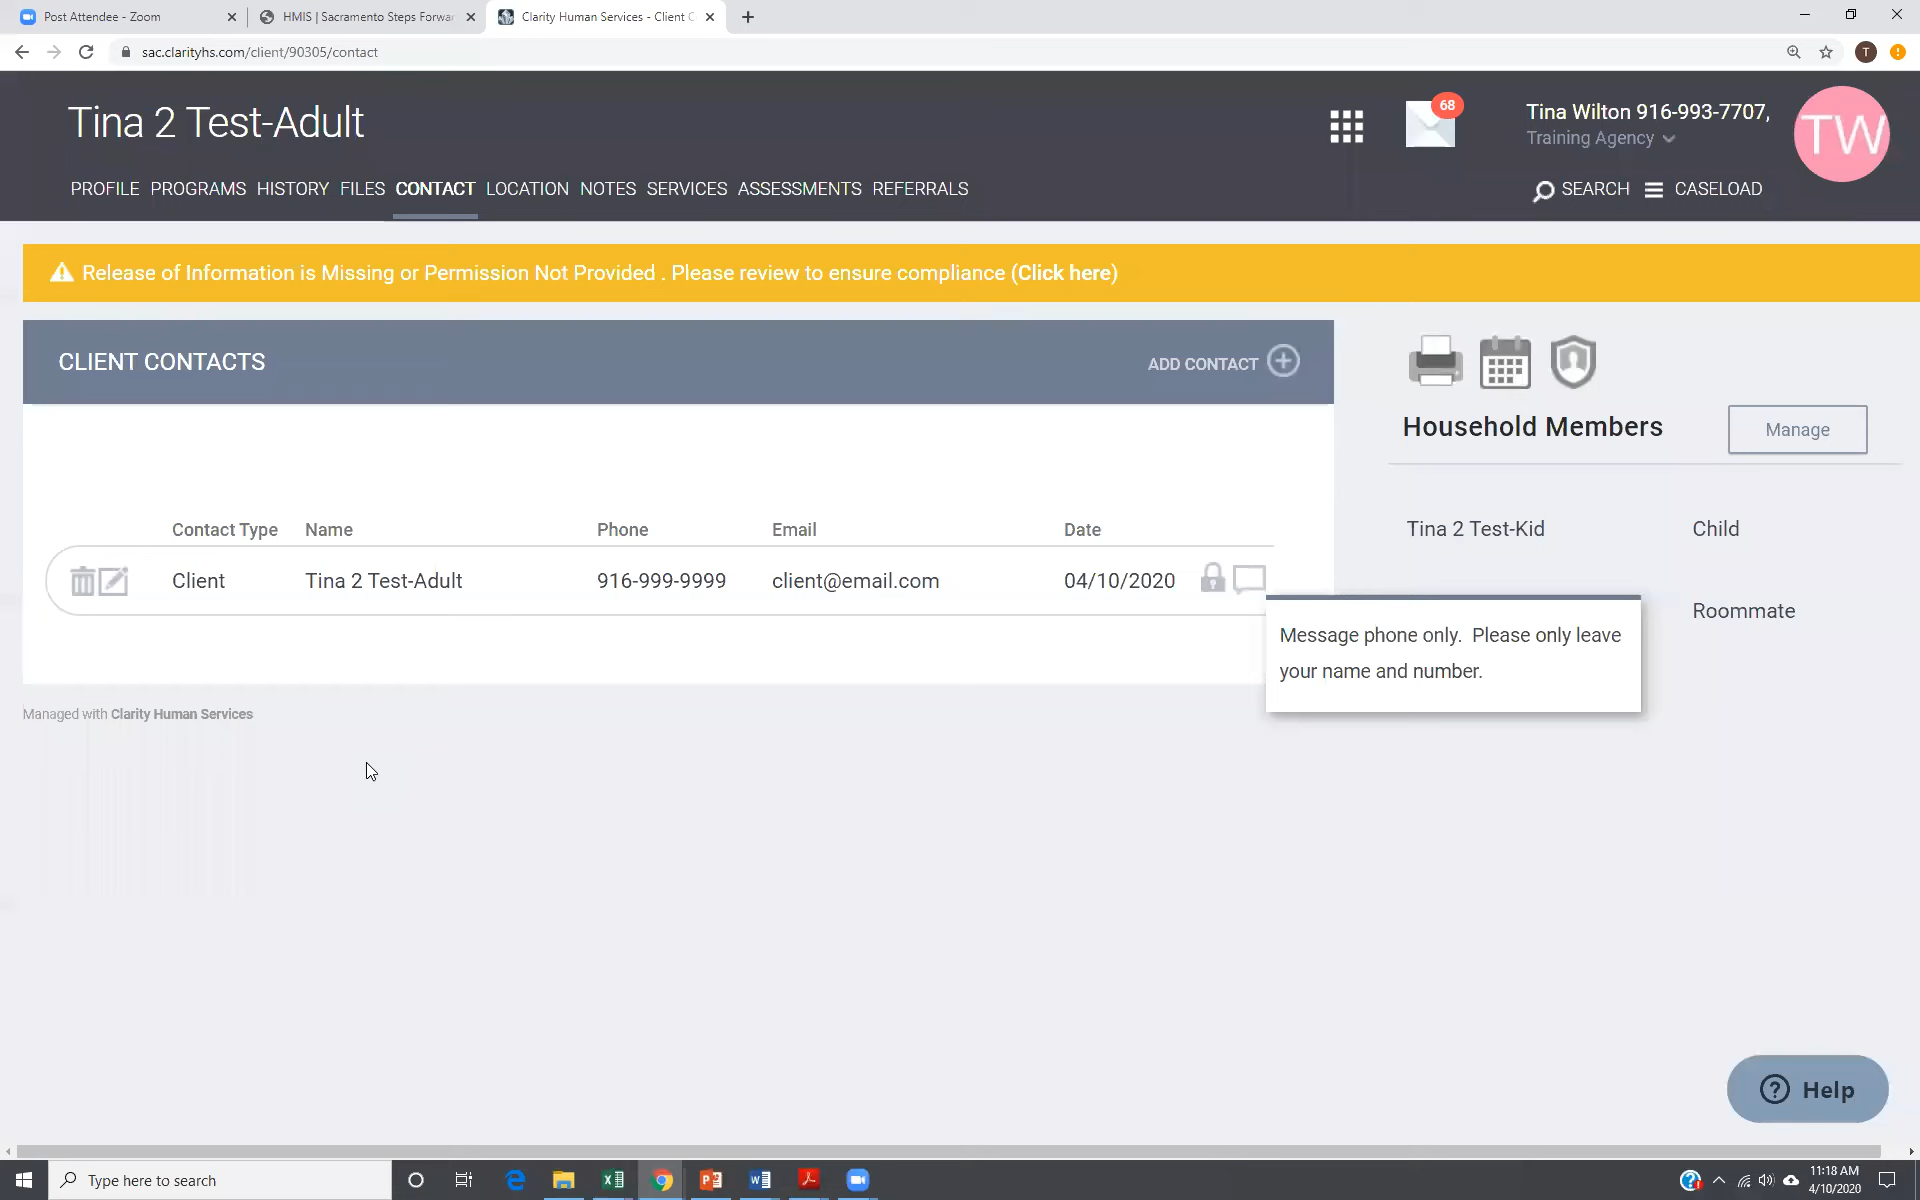 Post Attendee - Zoom
HMIS | Sacramento Steps Forwa
Clarity Human Services - Client C
sac.clarityhs.com/client/90305/contact
T
Tina 2 Test-Adult
68
Tina Wilton 916-993-7707,
Training Agency
TW
PROFILE PROGRAMS HISTORY FILES CONTACT LOCATION NOTES SERVICES ASSESSMENTS REFERRALS
SEARCH CASELOAD
Release of Information is Missing or Permission Not Provided . Please review to ensure compliance (Click here)
CLIENT CONTACTS
ADD CONTACT
Household Members
Manage
Contact Type Name Phone Email Date
Tina 2 Test-Kid Child
Client Tina 2 Test-Adult 916-999-9999 client@email.com 04/10/2020
Roommate
Message phone only.  Please only leave
your name and number.
Managed with Clarity Human Services
? Help
Type here to search
11:18 AM
4/10/2020